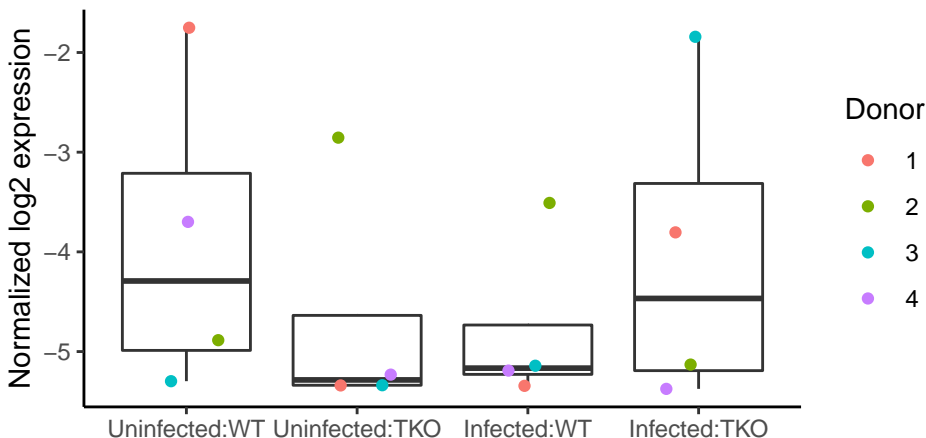 Normalized log2 expression
−2
−3
−4
−5
Uninfected:WT
Uninfected:TKO
Infected:WT
Infected:TKO
Donor
1
2
3
4